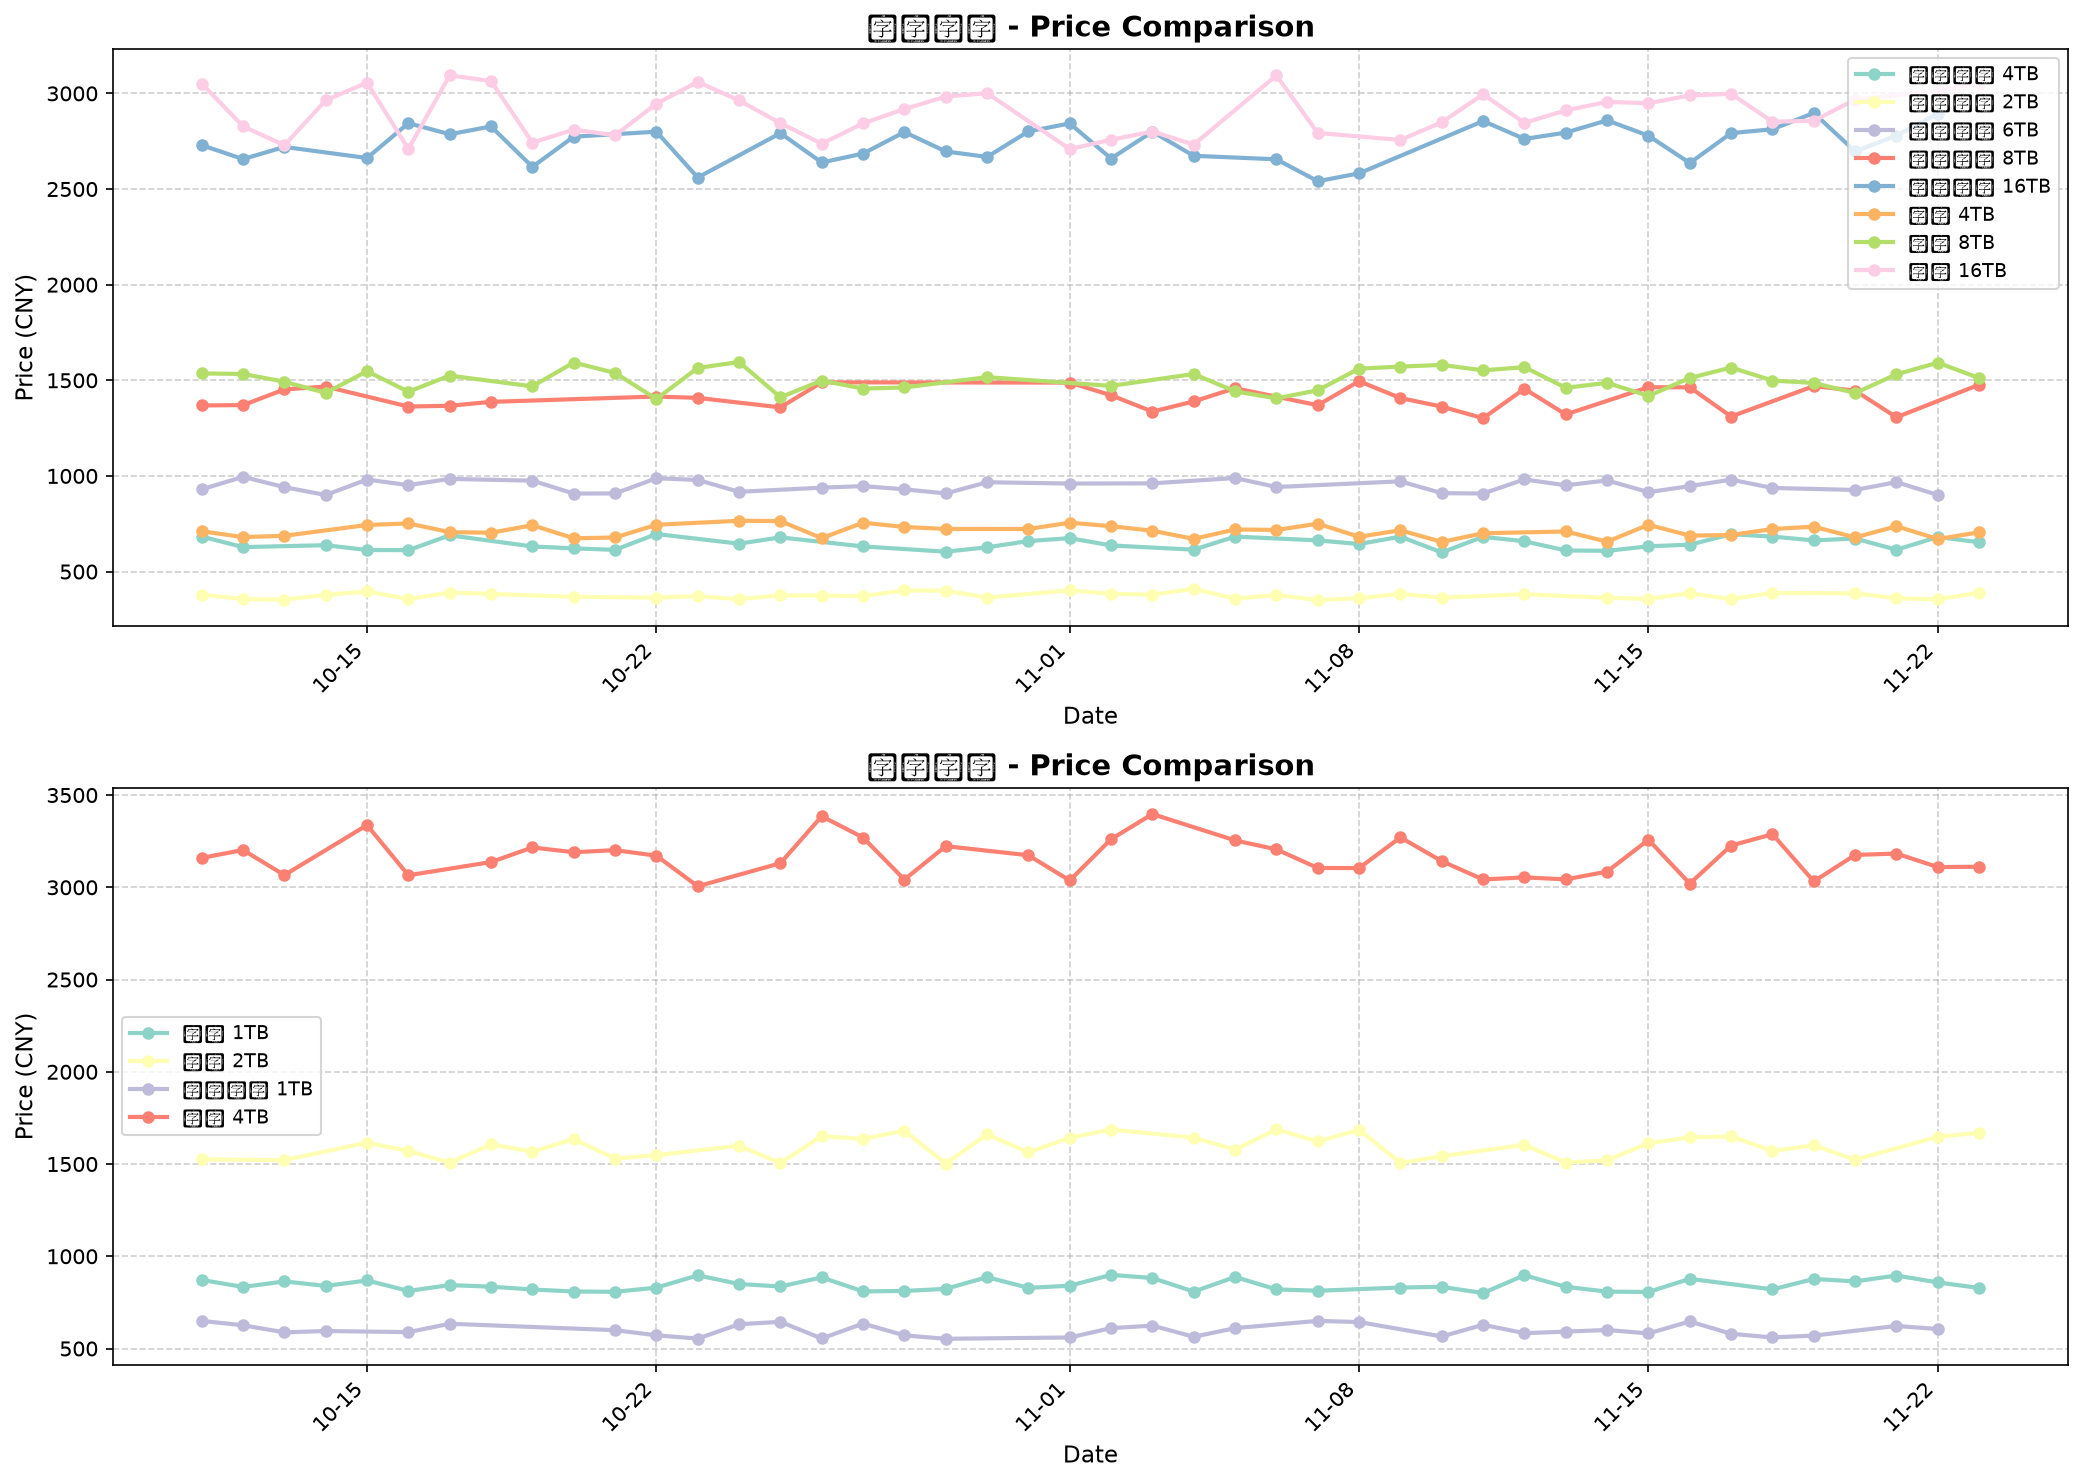 - Price Comparison
Price (CNY)
3000
2500
2000
1500
1000
500
4TB
2TB
6TB
8TB
16TB
4TB
8TB
16TB
10-15
10-22
11-01
11-08
11-15
11-22
Date
- Price Comparison
Price (CNY)
3500
3000
2500
2000
1500
1000
500
1TB
2TB
1TB
4TB
10-15
10-22
11-01
11-08
11-15
11-22
Date